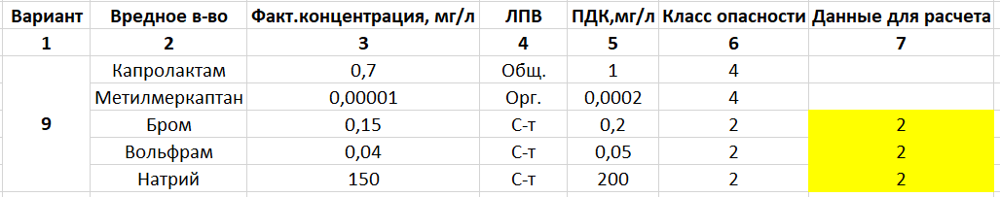 Вариант Вредное в-во Факт.концентрация, мг/л ЛПВ ПДК,мг/л Класс опасности Данные для расчета
1 2 3 4 5 6 7
Капролактам 0,7 Общ. 1 4
Метилмеркаптан 0,00001 Орг. 0,0002 4
9 Бром 0,15 С-т 0,2 2 2
Вольфрам 0,04 С-т 0,05 2 2
Натрий 150 С-т 200 2 2